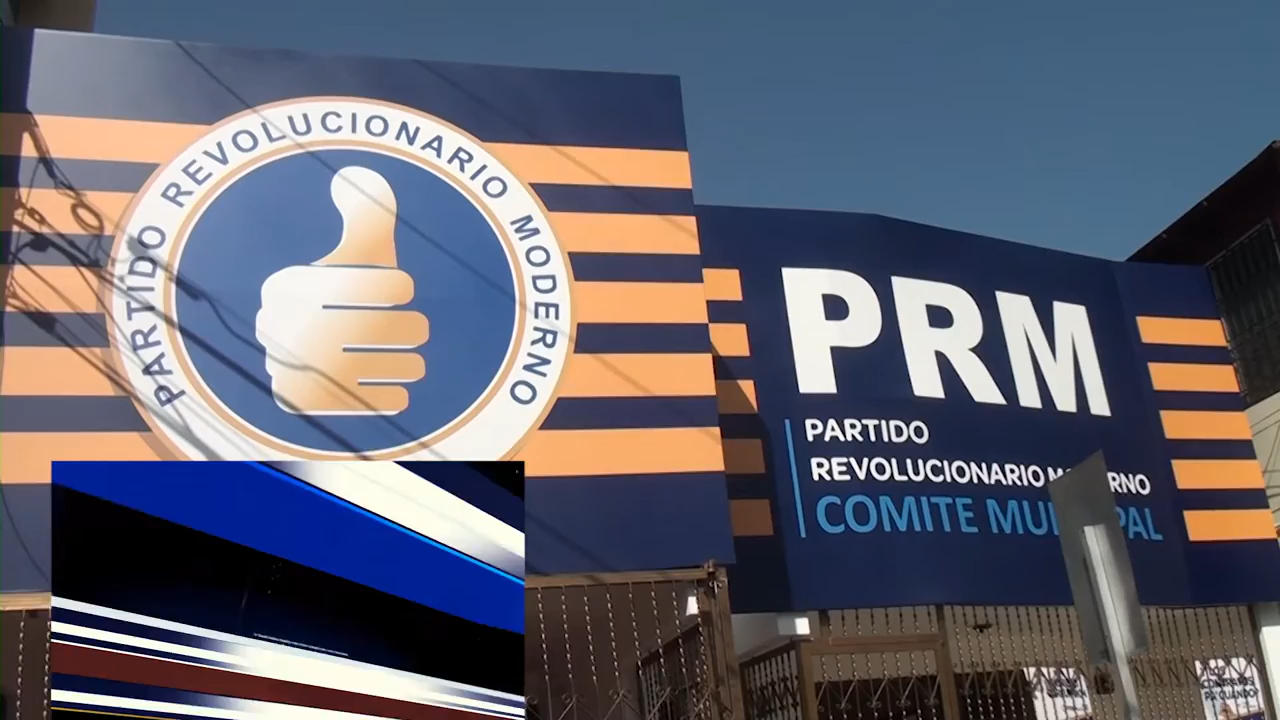 PARTIDO REVOLUCIONARIO MODERNO
PRM
PARTIDO
REVOLUCIONARIO
COMITE